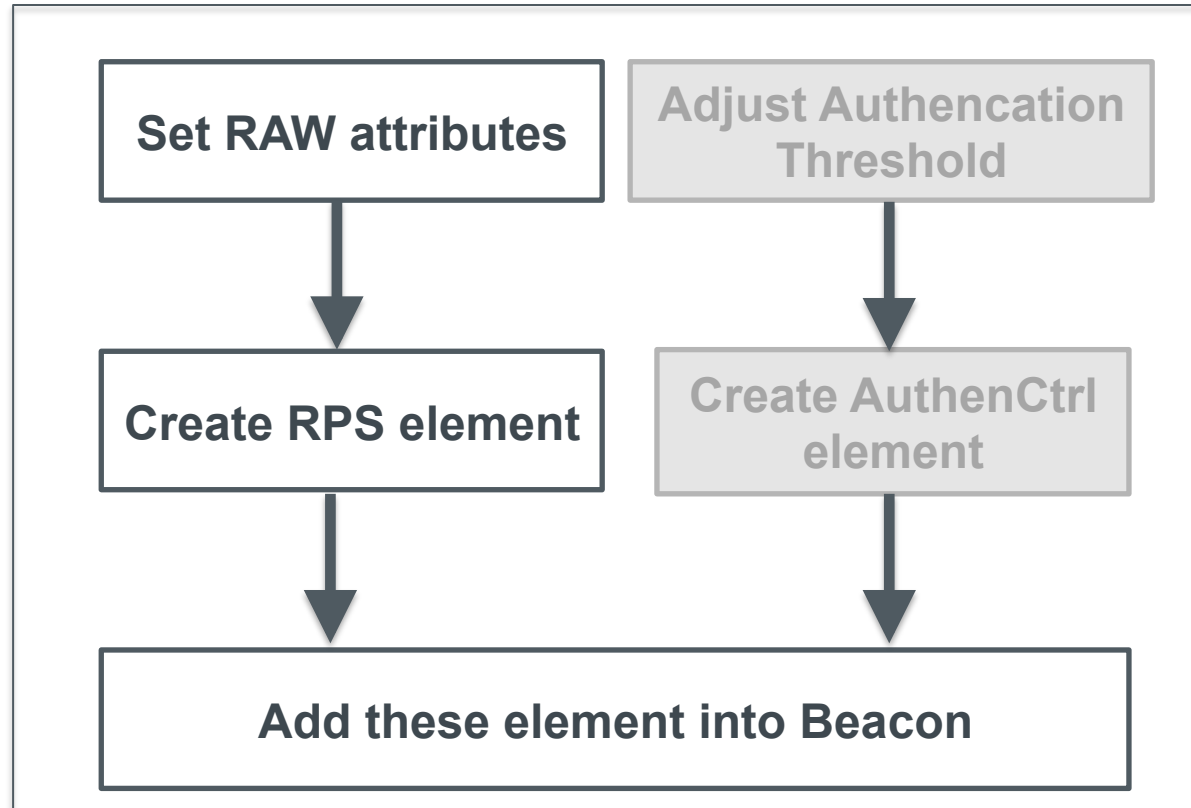 Set RAW attributes
Adjust Authencation
Threshold
Create RPS element
Create AuthenCtrl
element
Add these element into Beacon